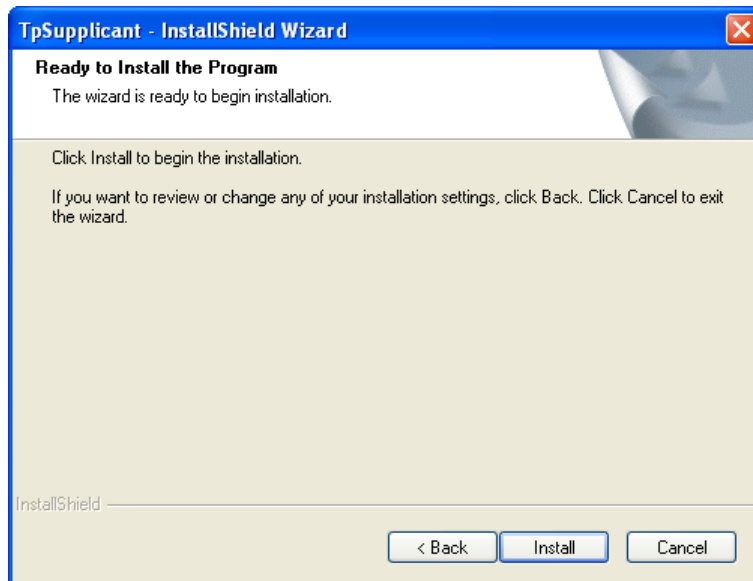 TpSupplicant - InstallShield Wizard
Ready to Install the Program
The wizard is ready to begin installation.
Click Install to begin the installation.
If you want to review or change any of your installation settings, click Back. Click Cancel to exit
the wizard.
InstallShield
< Back Install Cancel